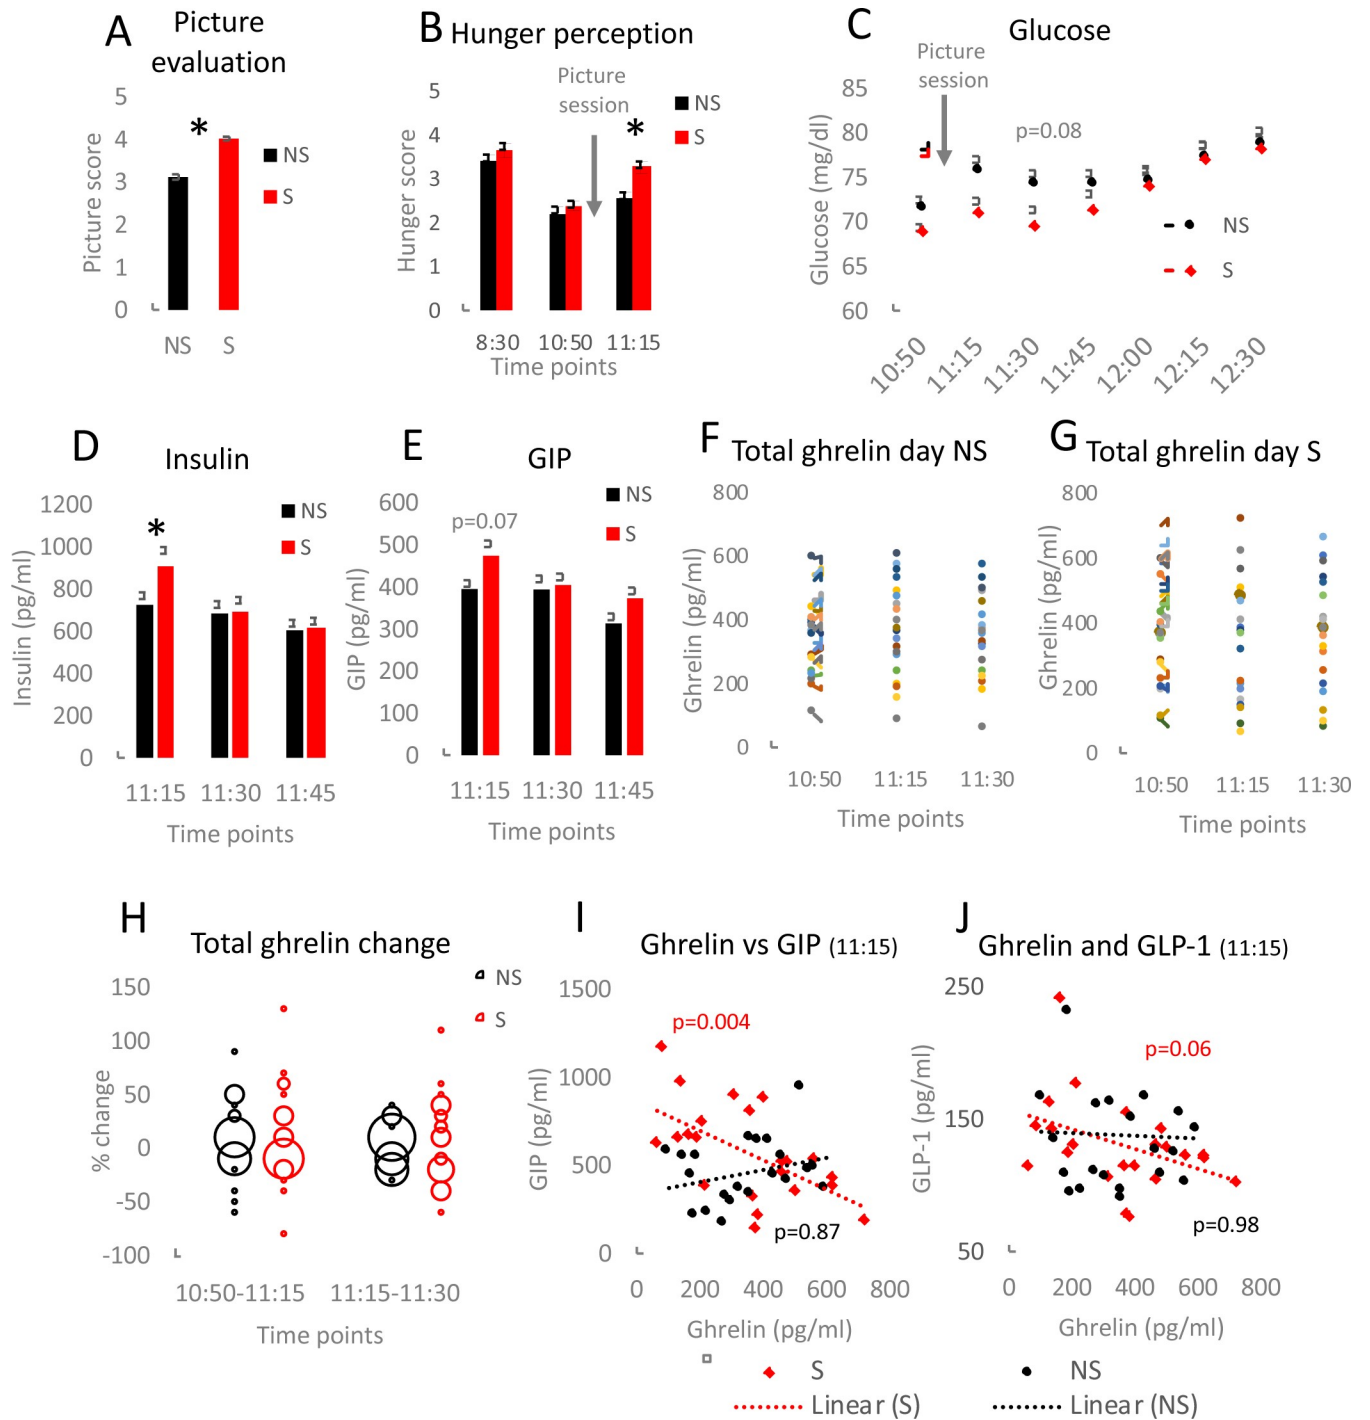 A
Picture
evaluation
5
4
3
2
1
0
Picture score
*
NS
S
NS
S
B
Hunger perception
Picture
session
5
4
3
2
1
0
Hunger score
*
NS
S
8:30
10:50
11:15
Time points
C
Glucose
Picture
session
85
80
75
70
65
60
Glucose (mg/dl)
p=0.08
NS
S
10:50
11:15
11:30
11:45
12:00
12:15
12:30
D
Insulin
1200
1000
800
600
400
200
0
Insulin (pg/ml)
*
NS
S
11:15
11:30
11:45
Time points
E
GIP
600
500
400
300
200
100
0
GIP (pg/ml)
p=0.07
NS
S
11:15
11:30
11:45
Time points
F
Total ghrelin day NS
800
600
400
200
0
Ghrelin (pg/ml)
10:50
11:15
11:30
Time points
G
Total ghrelin day S
800
600
400
200
0
Ghrelin (pg/ml)
10:50
11:15
11:30
Time points
H
Total ghrelin change
NS
S
150
100
50
0
-50
-100
% change
10:50-11:15
11:15-11:30
Time points
I
Ghrelin vs GIP (11:15)
1500
1000
500
0
GIP (pg/ml)
p=0.004
p=0.87
0
200
400
600
800
Ghrelin (pg/ml)
J
Ghrelin and GLP-1 (11:15)
250
150
50
GLP-1 (pg/ml)
p=0.06
p=0.98
0
200
400
600
800
Ghrelin (pg/ml)
S
NS
Linear (S)
Linear (NS)